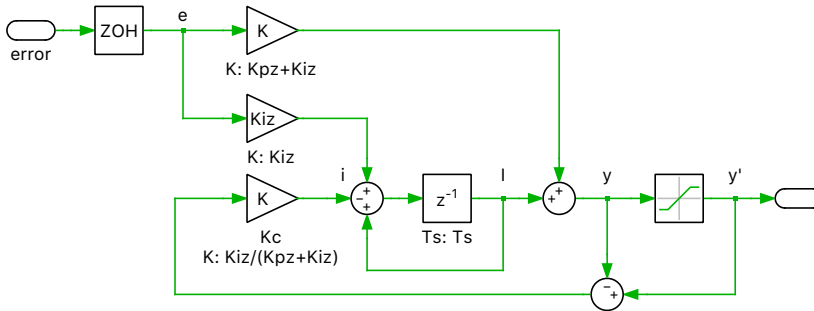 error
ZOH
e
K
K: Kpz+Kiz
Kiz
K: Kiz
K
Kc
K: Kiz/(Kpz+Kiz)
i
+
-
+
z-1
Ts: Ts
I
+
+
y
y'
-
+